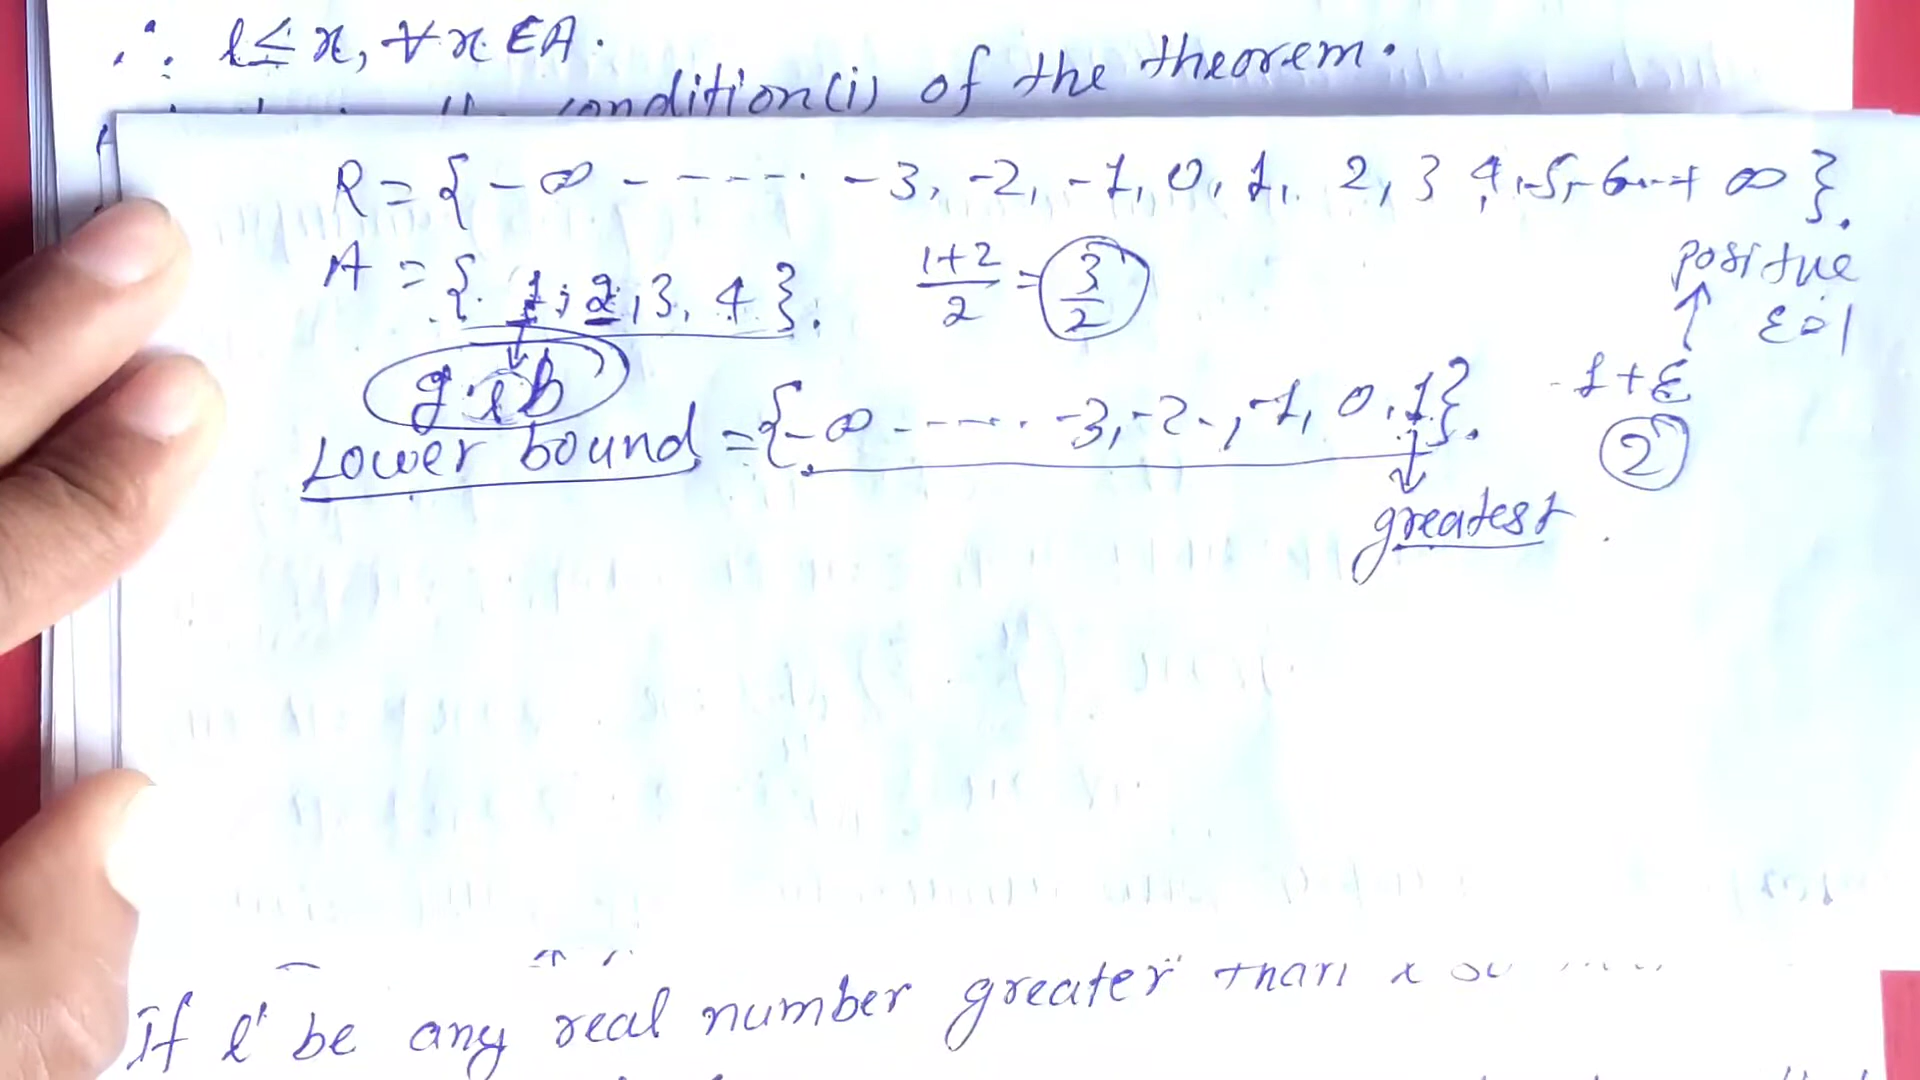 ∴ l ≤ x, ∀ x ∈ A.
condition(i) of the theorem.
R = { - ∞ - - - - - . - 3, -2, -1, 0, 1, 2, 3 4, 5, 6...+ ∞ }.
A = { 1, 2, 3, 4 }. 1+2/2 = 3/2
positive
ε=1
g.l.b
1+ε
Lower bound = {-∞ - - - - . -3, -2, -1, 0, 1}.
2
greatest
If l' be any real number greater than